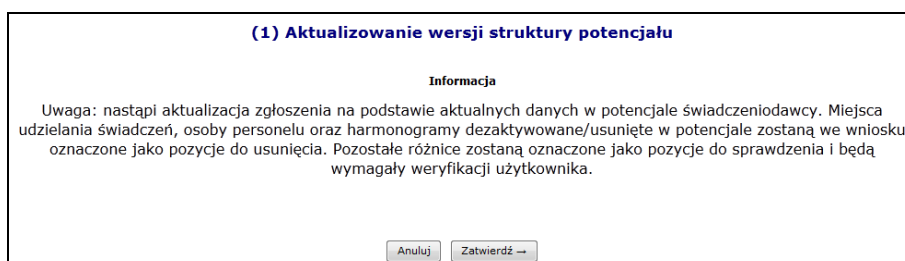 (1) Aktualizowanie wersji struktury potencjału
Informacja
Uwaga: nastąpi aktualizacja zgłoszenia na podstawie aktualnych danych w potencjale świadczeniodawcy. Miejsca
udzielania świadczeń, osoby personelu oraz harmonogramy dezaktywowane/usunięte w potencjale zostaną we wniosku
oznaczone jako pozycje do usunięcia. Pozostałe różnice zostaną oznaczone jako pozycje do sprawdzenia i będą
wymagały weryfikacji użytkownika.
Anuluj Zatwierdź →